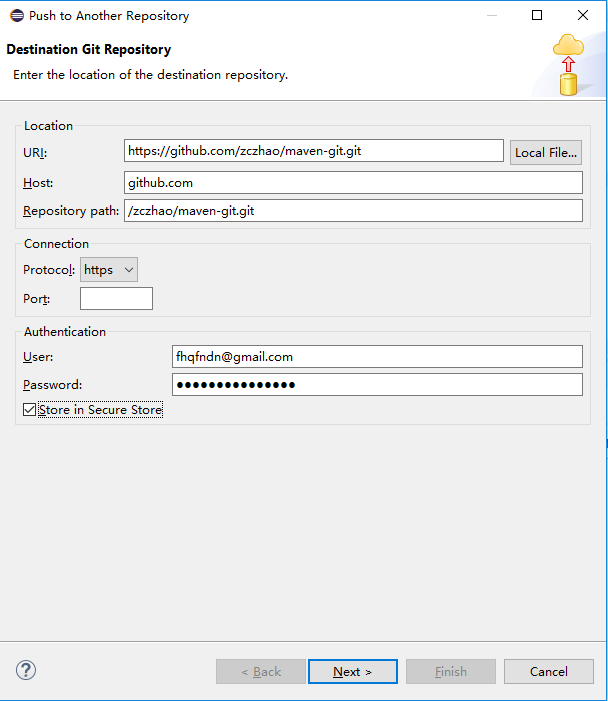 Push to Another Repository
Destination Git Repository
Enter the location of the destination repository.
Location
URI: https://github.com/zczhao/maven-git.git Local File...
Host: github.com
Repository path: /zczhao/maven-git.git
Connection
Protocol: https
Port:
Authentication
User: fhqfndn@gmail.com
Password: ●●●●●●●●●●●●●●●
Store in Secure Store
? < Back Next > Finish Cancel